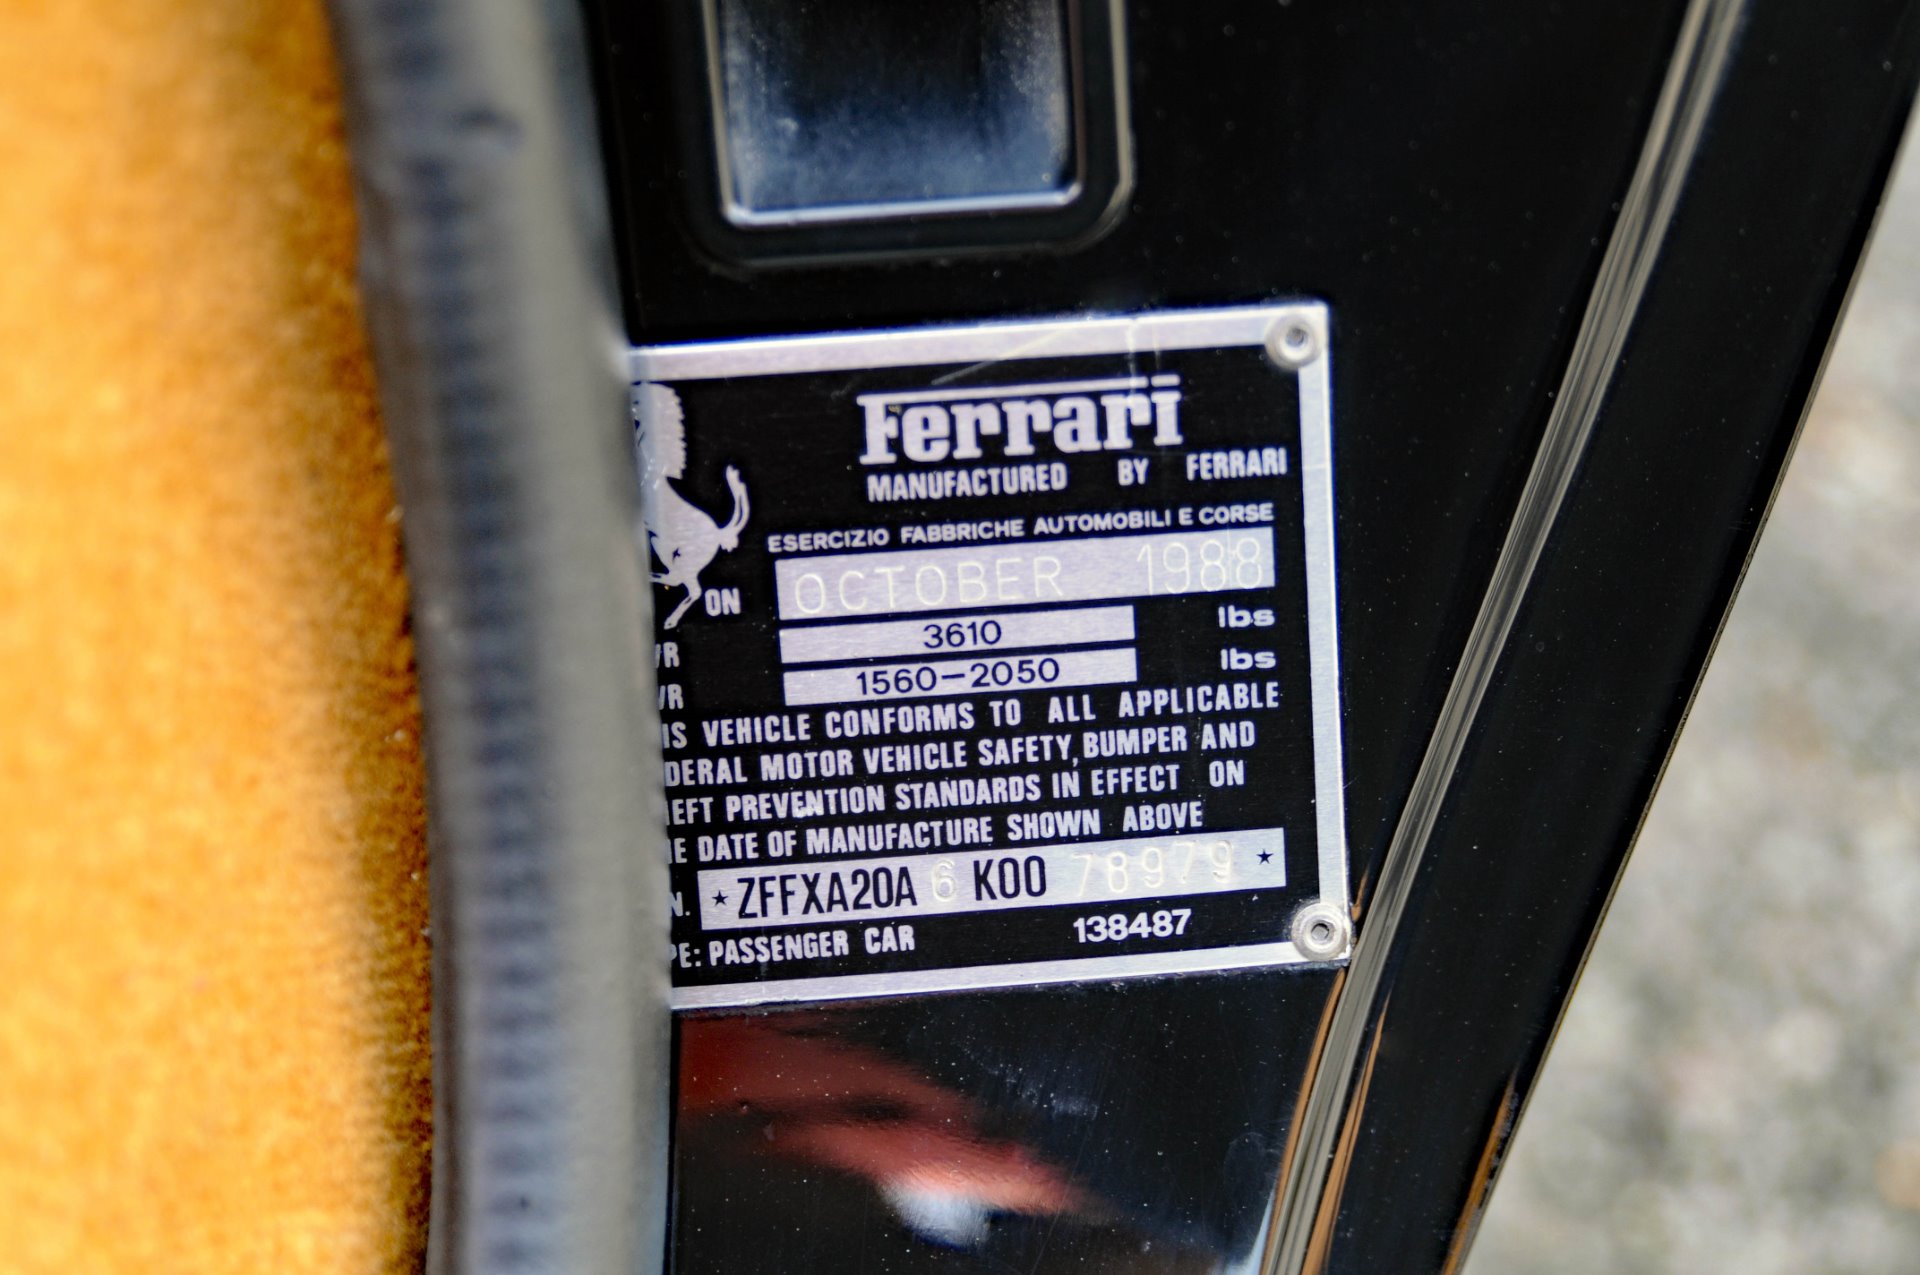 Ferrari
MANUFACTURED BY FERRARI
ESERCIZIO FABBRICHE AUTOMOBILI E CORSE
ON OCTOBER 1988
VR 3610 lbs
VR 1560-2050 lbs
IS VEHICLE CONFORMS TO ALL APPLICABLE
DERAL MOTOR VEHICLE SAFETY, BUMPER AND
EFT PREVENTION STANDARDS IN EFFECT ON
E DATE OF MANUFACTURE SHOWN ABOVE
N. ★ ZFFXA20A 6 K00 78979 ★
PE: PASSENGER CAR 138487